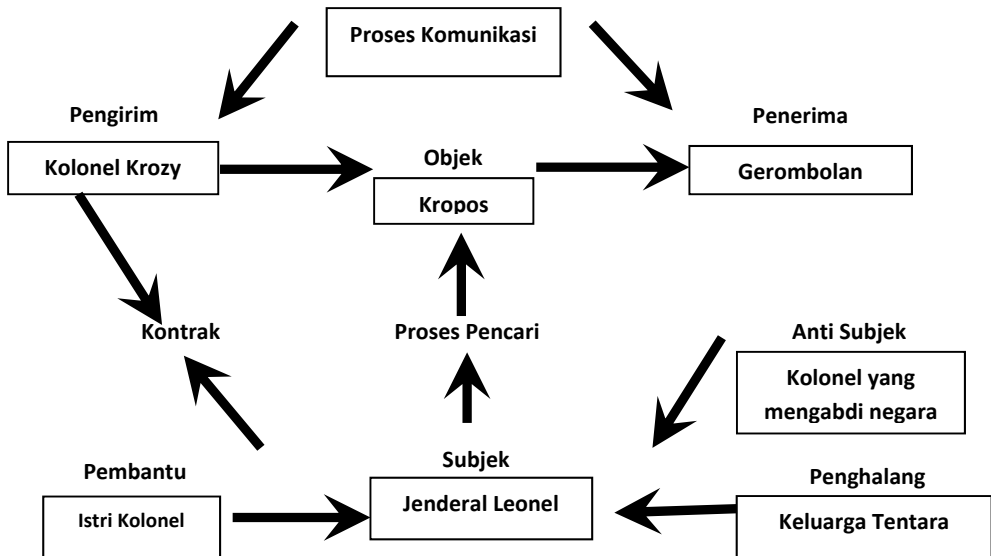 Proses Komunikasi
Pengirim
Penerima
Kolonel Krozy
Objek
Gerombolan
Kropos
Kontrak
Proses Pencari
Anti Subjek
Kolonel yang
mengabdi negara
Pembantu
Subjek
Penghalang
Istri Kolonel
Jenderal Leonel
Keluarga Tentara